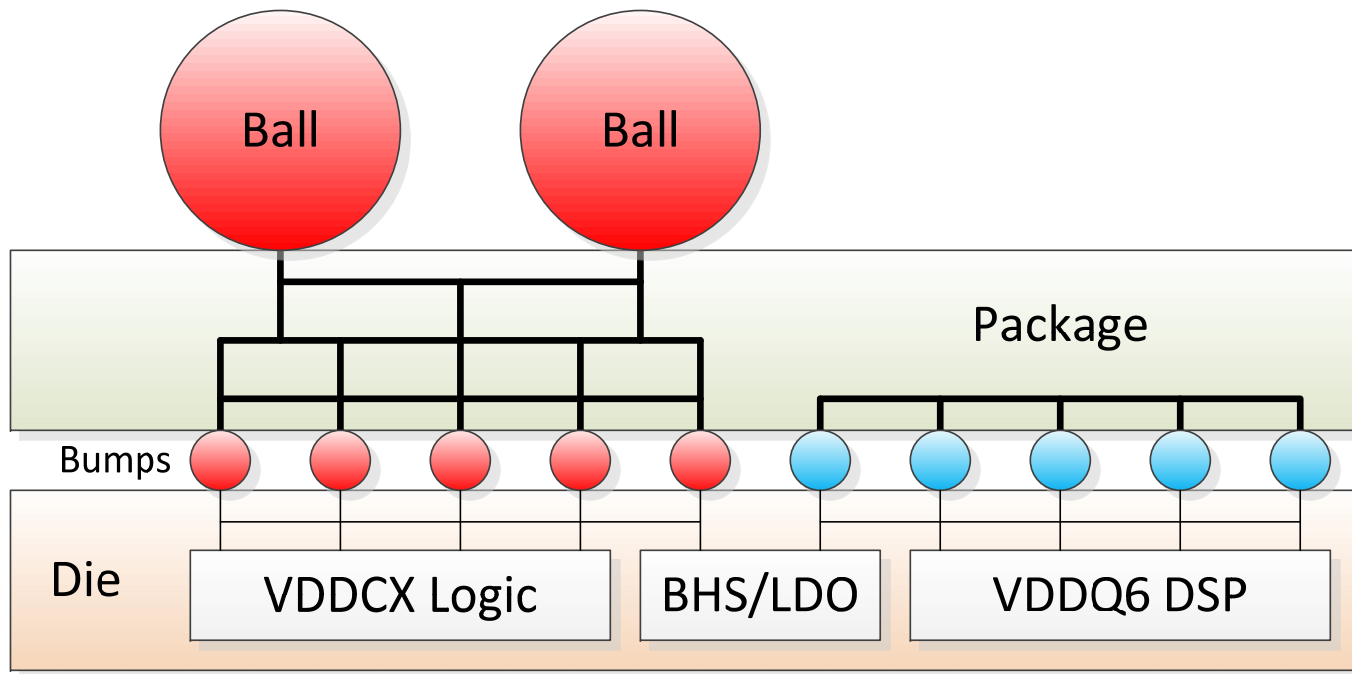 Ball
Ball
Package
Bumps
Die
VDDCX Logic
BHS/LDO
VDDQ6 DSP